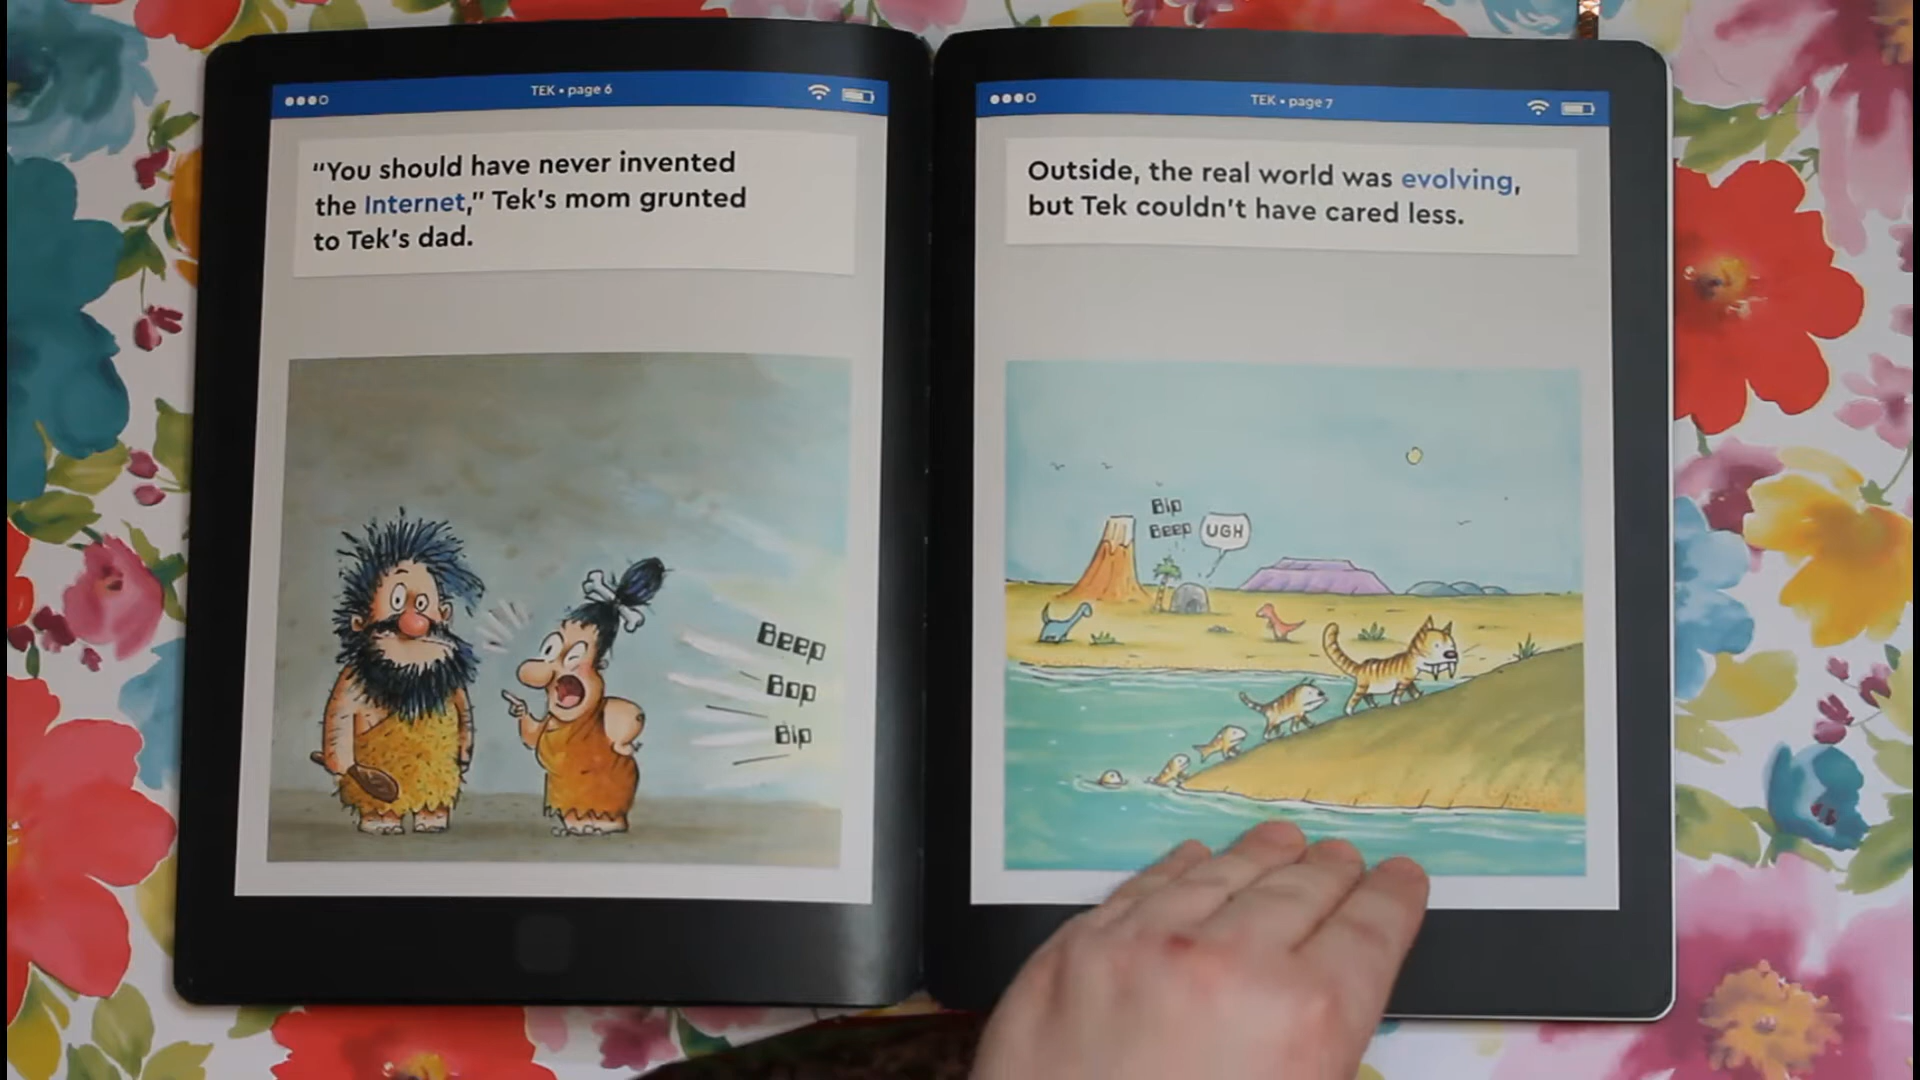 TEK • page 6
"You should have never invented
the Internet," Tek's mom grunted
to Tek's dad.
Beep
Bop
Bip
TEK • page 7
Outside, the real world was evolving,
but Tek couldn't have cared less.
Bip
Beep
UGH